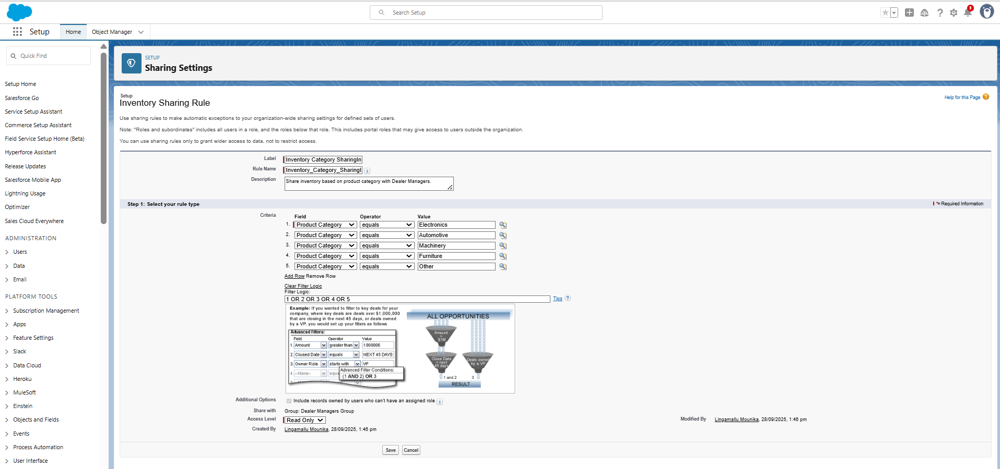 Search Setup
3
Setup
Home
Object Manager
Quick Find
Setup Home
Salesforce Go
Service Setup Assistant
Commerce Setup Assistant
Field Service Setup Home (Beta)
Hyperforce Assistant
Release Updates
Salesforce Mobile App
Lightning Usage
Optimizer
Sales Cloud Everywhere
ADMINISTRATION
Users
Data
Email
PLATFORM TOOLS
Subscription Management
Apps
Feature Settings
Slack
Data Cloud
Heroku
MuleSoft
Einstein
Objects and Fields
Events
Process Automation
User Interface
SETUP
Sharing Settings
Setup
Inventory Sharing Rule
Help for this Page ?
Use sharing rules to make automatic exceptions to your organization-wide sharing settings for defined sets of users.
Note: "Roles and subordinates" includes all users in a role, and the roles below that role. This includes portal roles that may give access to users outside the organization.
You can use sharing rules only to grant wider access to data, not to restrict access.
Label Inventory Category SharingIn
Rule Name Inventory_Category_SharingI i
Description Share inventory based on product category with Dealer Managers.
Step 1: Select your rule type
= Required Information
Criteria
Field Operator Value
1. Product Category equals Electronics
2. Product Category equals Automotive
3. Product Category equals Machinery
4. Product Category equals Furniture
5. Product Category equals Other
Add Row Remove Row
Clear Filter Logic
Filter Logic:
1 OR 2 OR 3 OR 4 OR 5 Tips ?
Example: If you wanted to filter to key deals for your
company, where key deals are deals over $1,000,000
that are closing in the next 45 days, or deals owned
by a VP, you would set up your filters as follows
Advanced Filters:
Field Operator Value
1. Amount greater than 1000000
2. Closed Date equals NEXT 45 DAYS
3. Owner Role starts with VP
4. --None-- equa
Advanced Filter Conditions:
(1 AND 2) OR 3
ALL OPPORTUNITIES
Amount
>
$1M
Close Date
= next
45 days
Deals owned
by a VP
1 and 2
3
RESULT
Additional Options Include records owned by users who can't have an assigned role i
Share with Group: Dealer Managers Group
Access Level Read Only
Modified By Lingamallu Mounika, 28/09/2025, 1:46 pm
Created By Lingamallu Mounika, 28/09/2025, 1:46 pm
Save Cancel